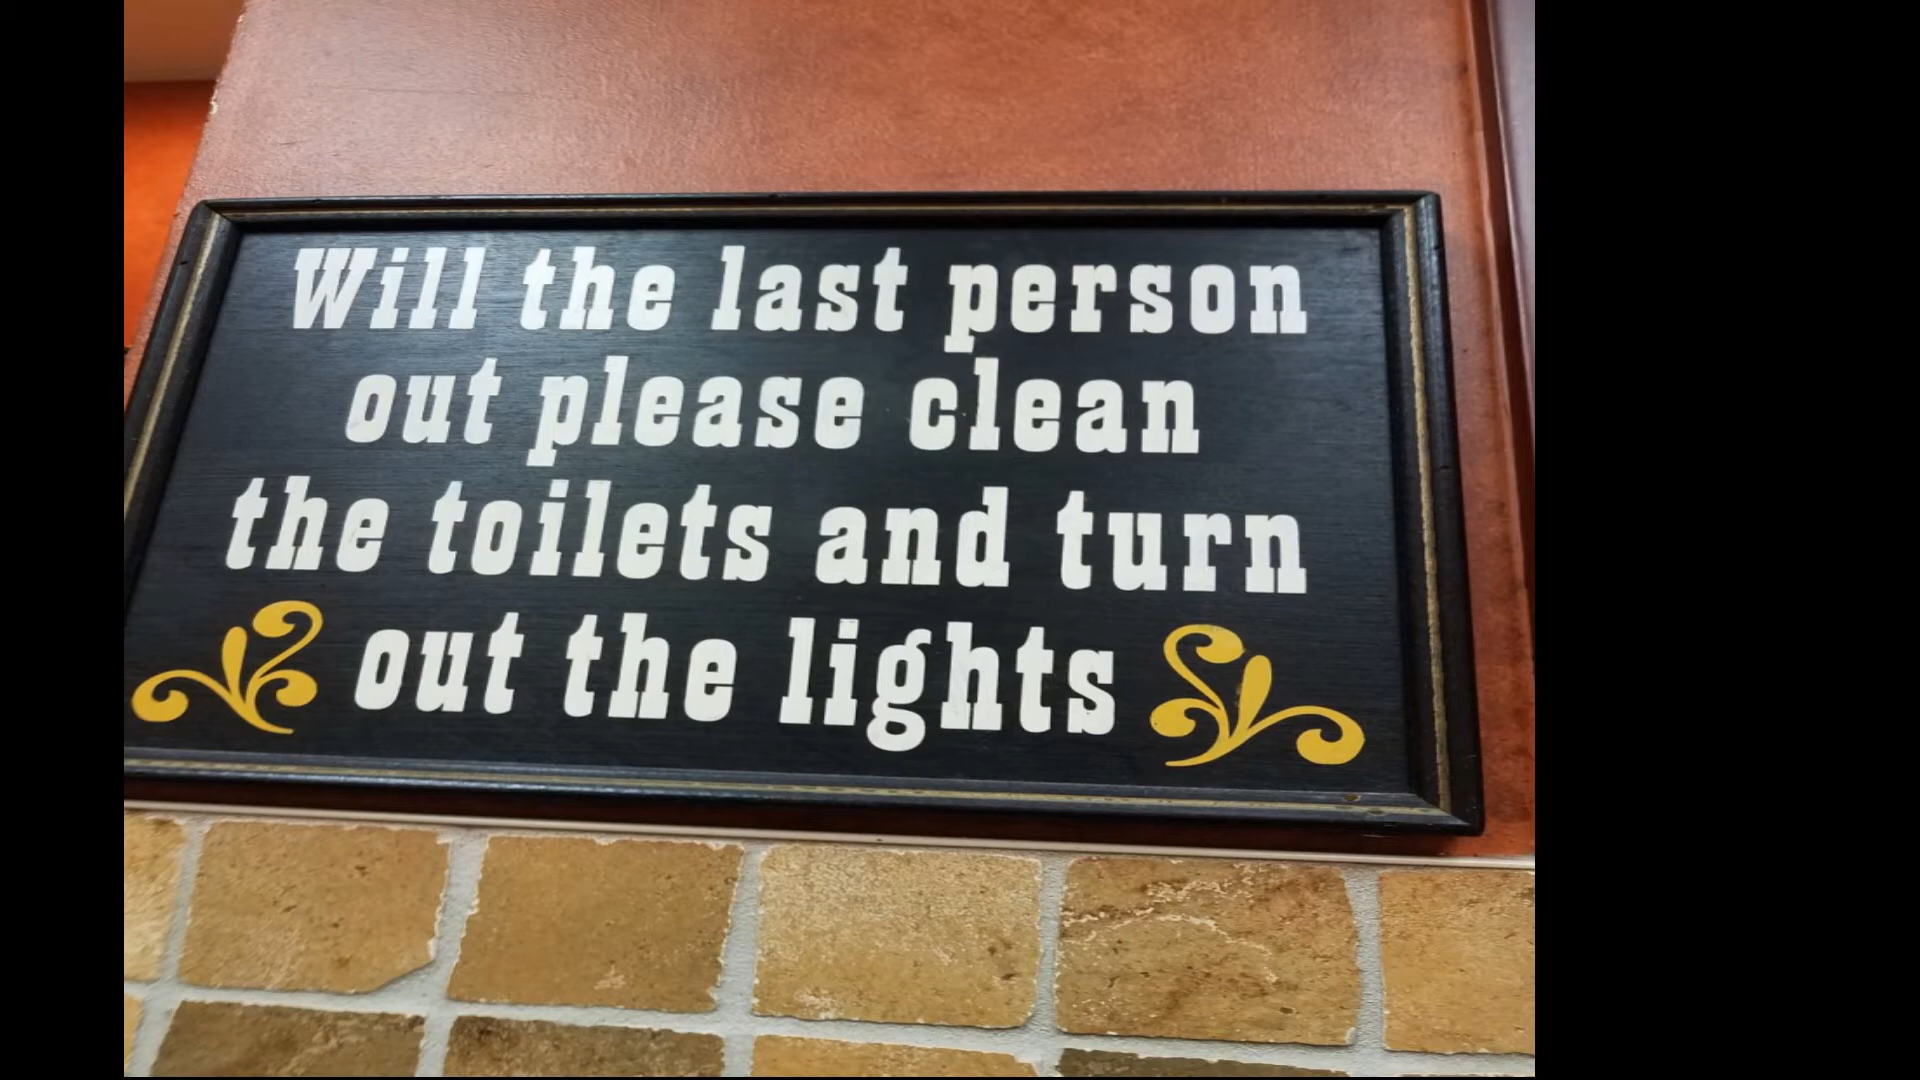 Will the last person
out please clean
the toilets and turn
out the lights